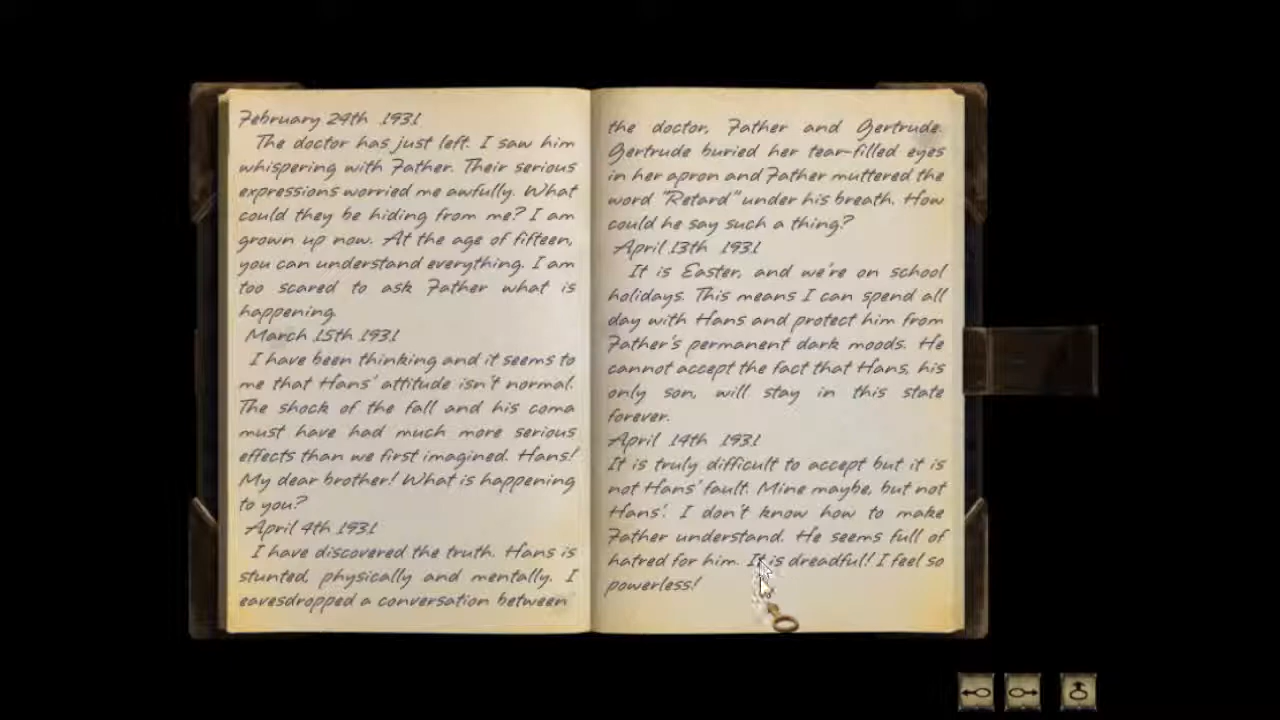 February 29th 1931
The doctor has just left. I saw him
whispering with Father. Their serious
expressions worried me awfully. What
could they be hiding from me? I am
grown up now. At the age of fifteen,
you can understand everything. I am
too scared to ask Father what is
happening.
March 15th 1931
I have been thinking and it seems to
me that Hans' attitude isn't normal.
The shock of the fall and his coma
must have had much more serious
effects than we first imagined. Hans!
My dear brother! What is happening
to you?
April 4th 1931
I have discovered the truth. Hans is
stunted, physically and mentally. I
eavesdropped a conversation between
the doctor, Father and Gertrude.
Gertrude buried her tear-filled eyes
in her apron and Father muttered the
word "Retard" under his breath. How
could he say such a thing?
April 13th 1931
It is Easter, and we're on school
holidays. This means I can spend all
day with Hans and protect him from
Father's permanent dark moods. He
cannot accept the fact that Hans, his
only son, will stay in this state
forever.
April 14th 1931
It is truly difficult to accept but it is
not Hans' fault. Mine maybe, but not
Hans'. I don't know how to make
Father understand. He seems full of
hatred for him. It is dreadful! I feel so
powerless!